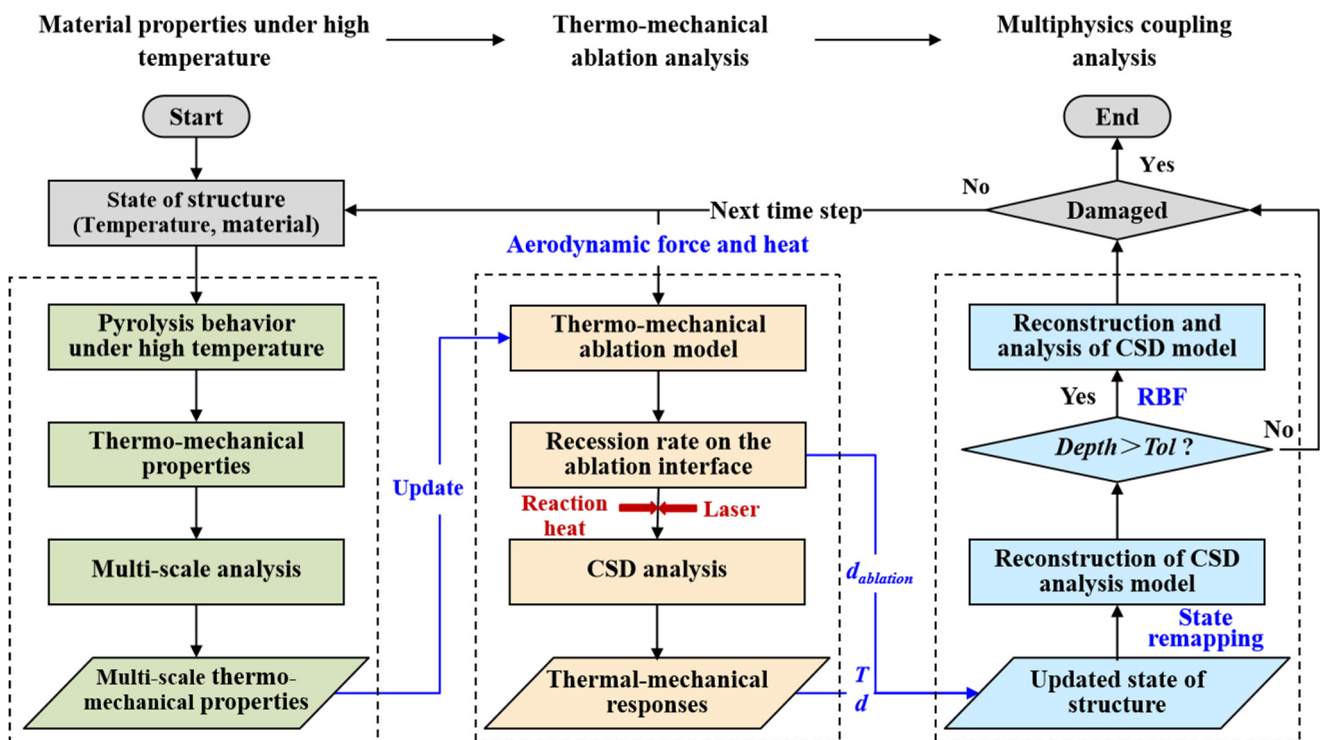 Material properties under high
temperature
Thermo-mechanical
ablation analysis
Multiphysics coupling
analysis
Start
State of structure
(Temperature, material)
Pyrolysis behavior
under high temperature
Thermo-mechanical
properties
Multi-scale analysis
Multi-scale thermo-
mechanical properties
Update
Next time step
Aerodynamic force and heat
Thermo-mechanical
ablation model
Recession rate on the
ablation interface
Reaction
heat
Laser
CSD analysis
Thermal-mechanical
responses
d_ablation
T
d
End
Yes
No
Damaged
Reconstruction and
analysis of CSD model
Yes
RBF
No
Depth＞Tol ?
Reconstruction of CSD
analysis model
State
remapping
Updated state of
structure